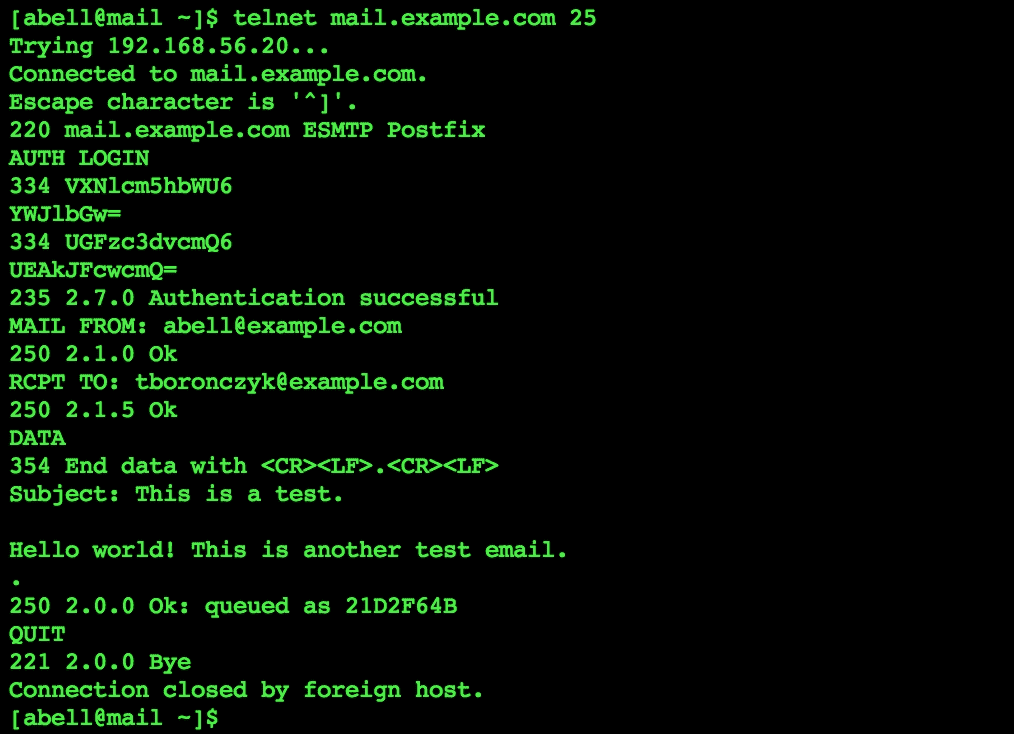 [abell@mail ~]$ telnet mail.example.com 25
Trying 192.168.56.20...
Connected to mail.example.com.
Escape character is '^]'.
220 mail.example.com ESMTP Postfix
AUTH LOGIN
334 VXNlcm5hbWU6
YWJlbGw=
334 UGFzc3dvcmQ6
UEAkJFcwcmQ=
235 2.7.0 Authentication successful
MAIL FROM: abell@example.com
250 2.1.0 Ok
RCPT TO: tboronczyk@example.com
250 2.1.5 Ok
DATA
354 End data with <CR><LF>.<CR><LF>
Subject: This is a test.

Hello world! This is another test email.
.
250 2.0.0 Ok: queued as 21D2F64B
QUIT
221 2.0.0 Bye
Connection closed by foreign host.
[abell@mail ~]$